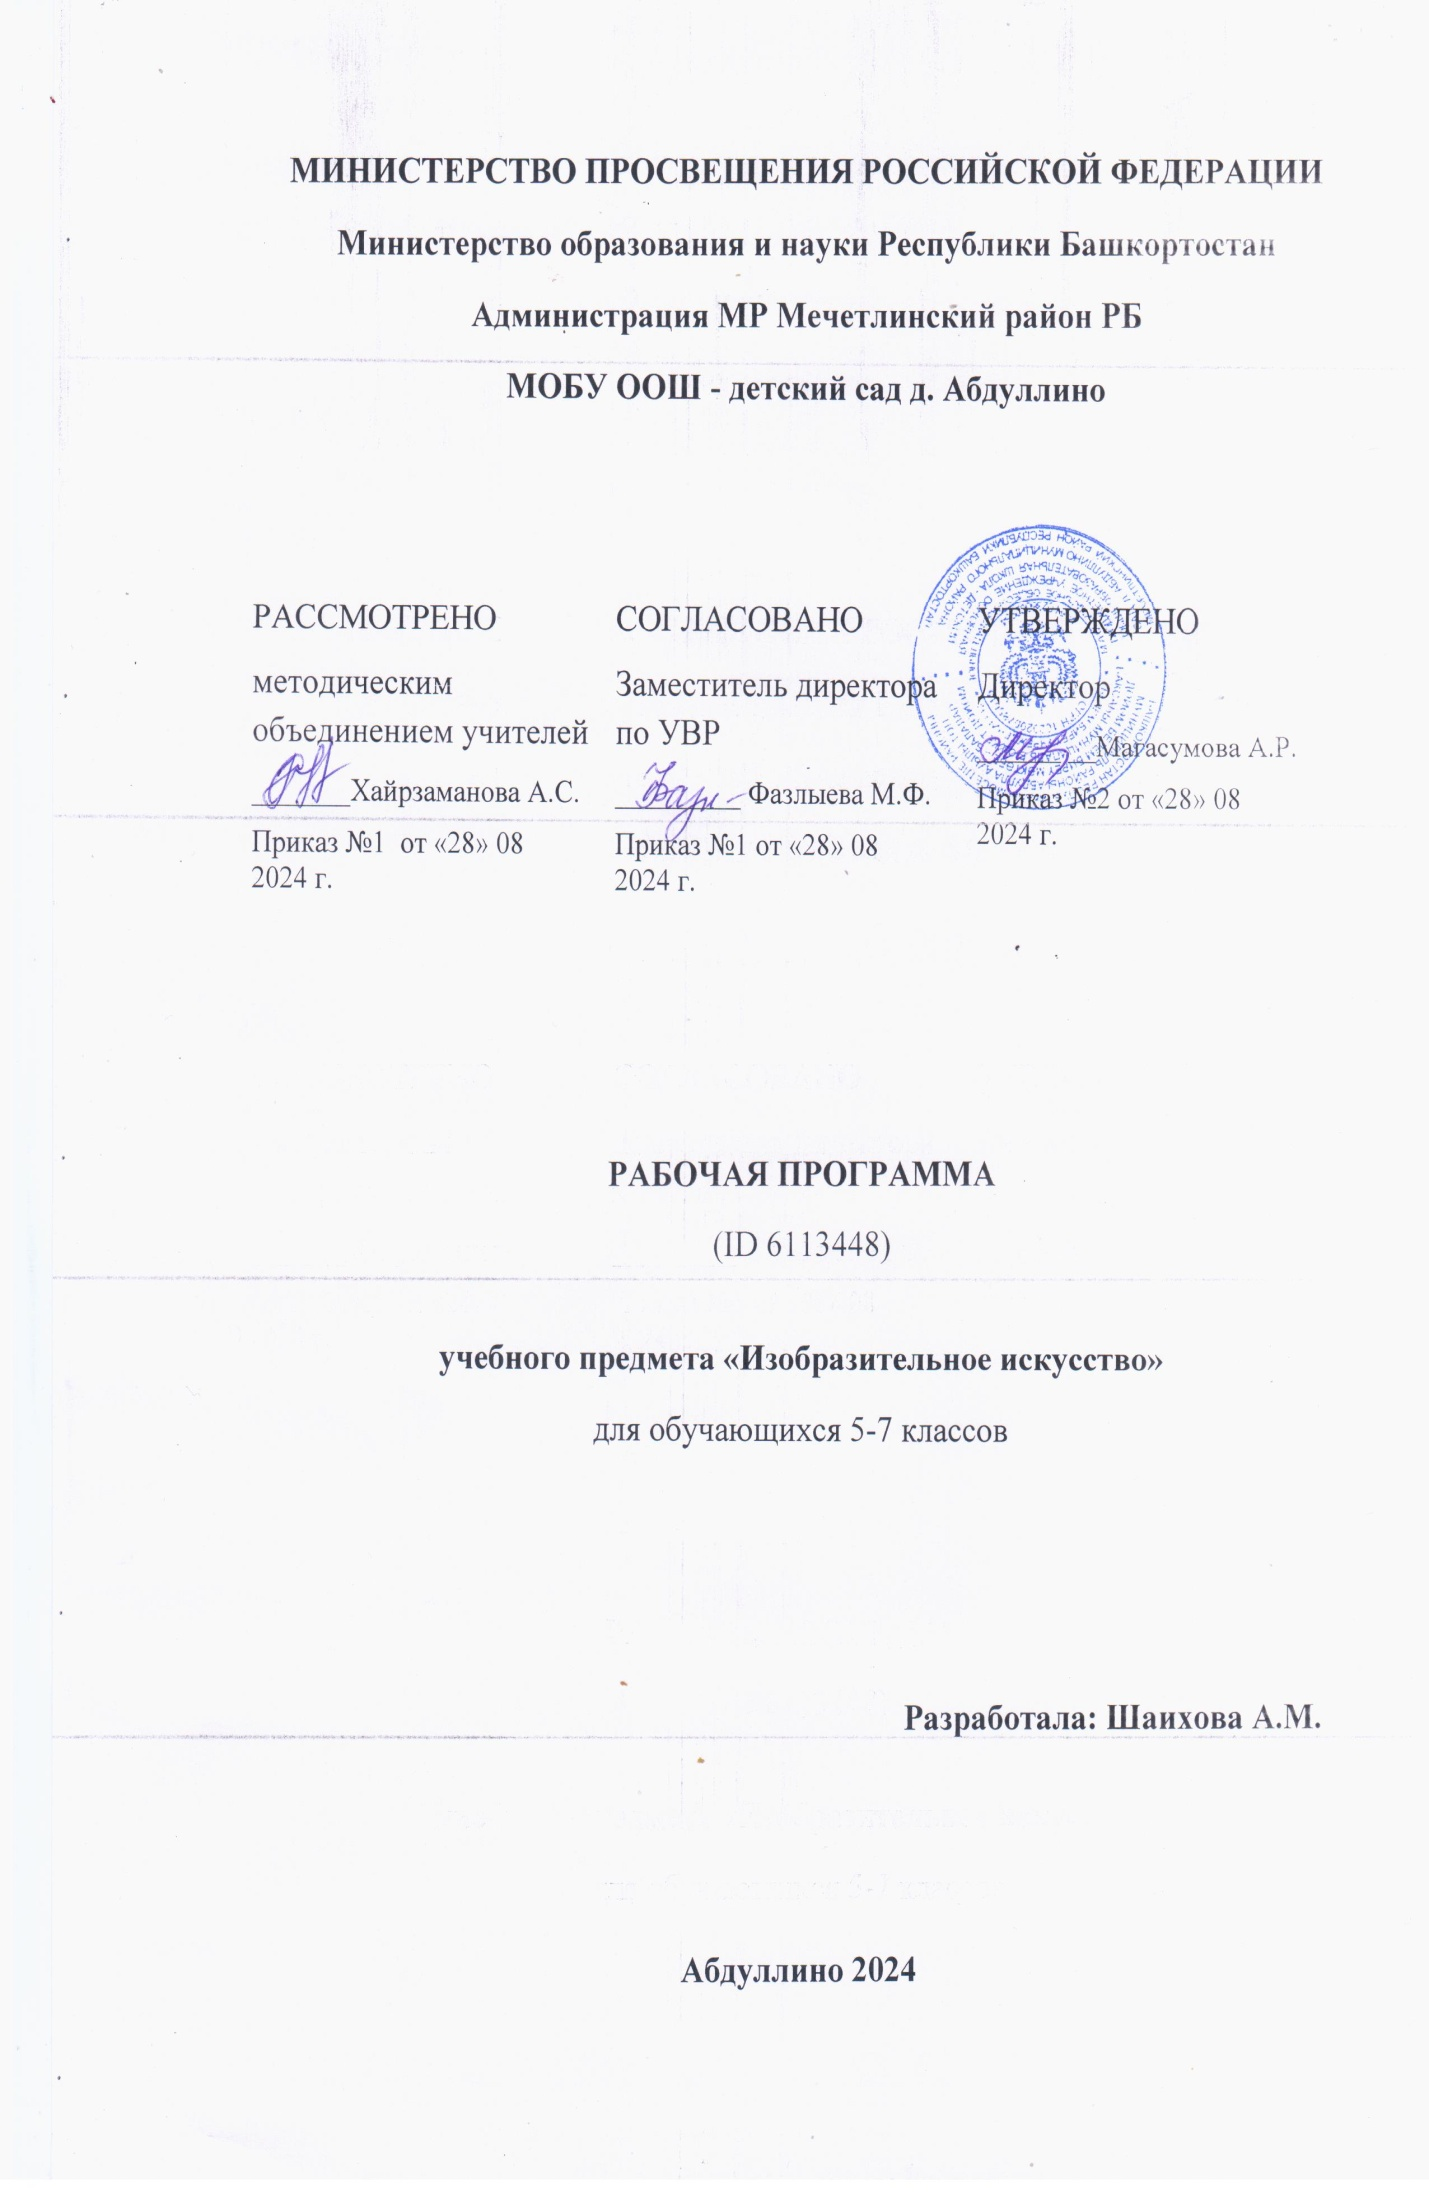 МИНИСТЕРСТВО ПРОСВЕЩЕНИЯ РОССИЙСКОЙ ФЕДЕРАЦИИ
Министерство образования и науки Республики Башкортостан
Администрация МР Мечетлинский район РБ
МОБУ ООШ - детский сад д. Абдуллино
РАССМОТРЕНО
методическим
объединением учителей
Хайрзаманова А.С.
Приказ №1 от «28» 08
2024 г.
СОГЛАСОВАНО
Заместитель директора
по УВР
Фазлыева М.Ф.
Приказ №1 от «28» 08
2024 г.
УТВЕРЖДЕНО
Директор
Магасумова А.Р.
Приказ №2 от «28» 08
2024 г.
РАБОЧАЯ ПРОГРАММА
(ID 6113448)
учебного предмета «Изобразительное искусство»
для обучающихся 5-7 классов
Разработала: Шаихова А.М.
Абдуллино 2024